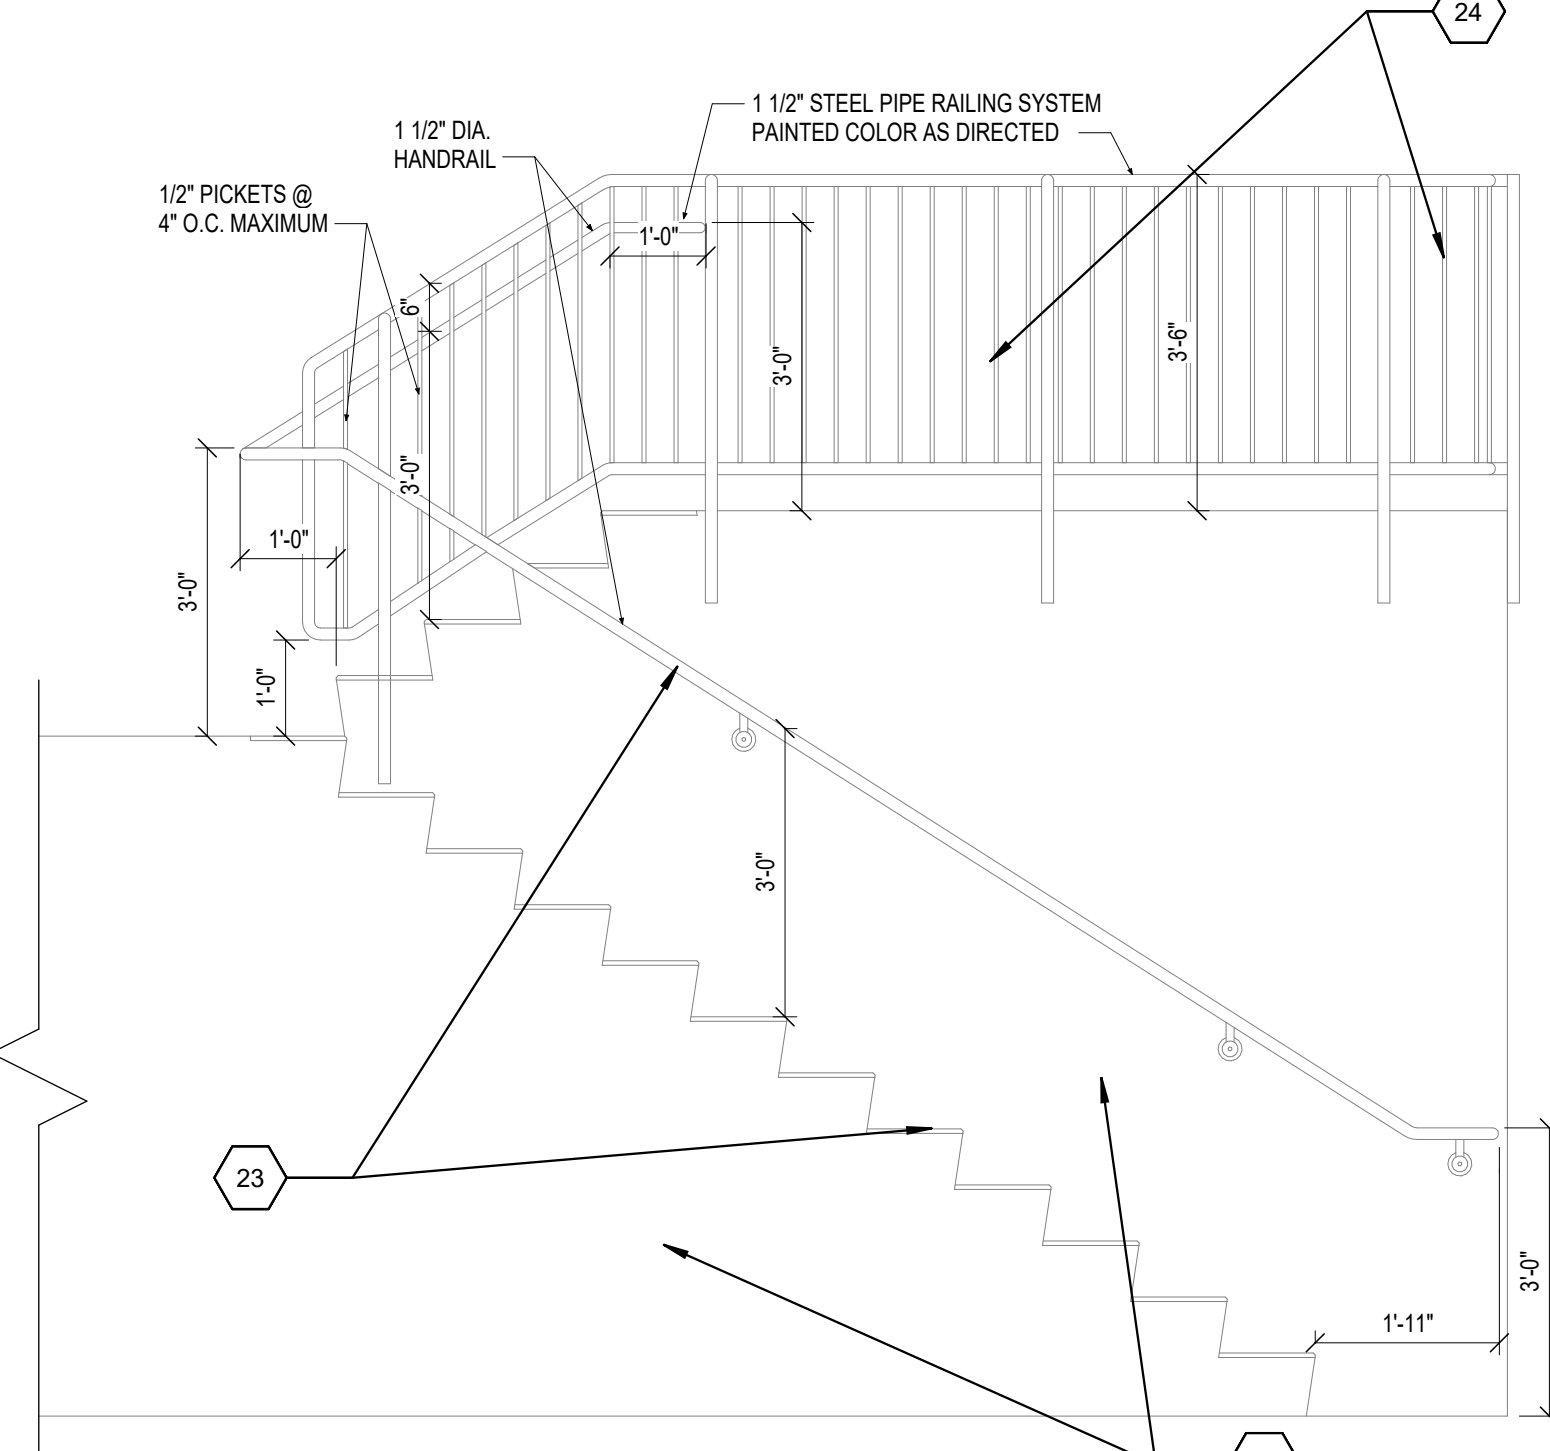 24
1 1/2" STEEL PIPE RAILING SYSTEM
PAINTED COLOR AS DIRECTED
1 1/2" DIA.
HANDRAIL
1/2" PICKETS @
4" O.C. MAXIMUM
1'-0"
6"
3'-0"
3'-6"
3'-0"
1'-0"
3'-0"
1'-0"
3'-0"
23
3'-0"
1'-11"